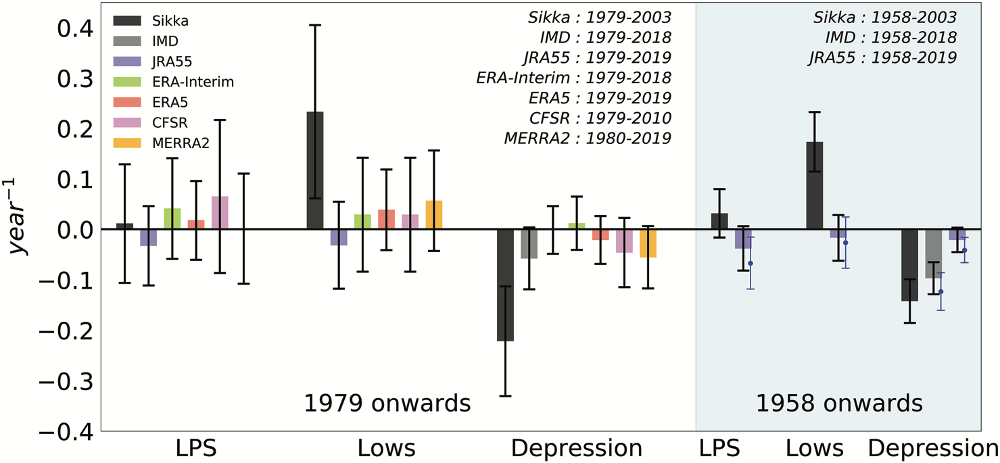 year⁻¹
0.4
0.3
0.2
0.1
0.0
−0.1
−0.2
−0.3
−0.4
Sikka
IMD
JRA55
ERA-Interim
ERA5
CFSR
MERRA2
Sikka : 1979-2003
IMD : 1979-2018
JRA55 : 1979-2019
ERA-Interim : 1979-2018
ERA5 : 1979-2019
CFSR : 1979-2010
MERRA2 : 1980-2019
Sikka : 1958-2003
IMD : 1958-2018
JRA55 : 1958-2019
1979 onwards
1958 onwards
LPS Lows Depression LPS Lows Depression